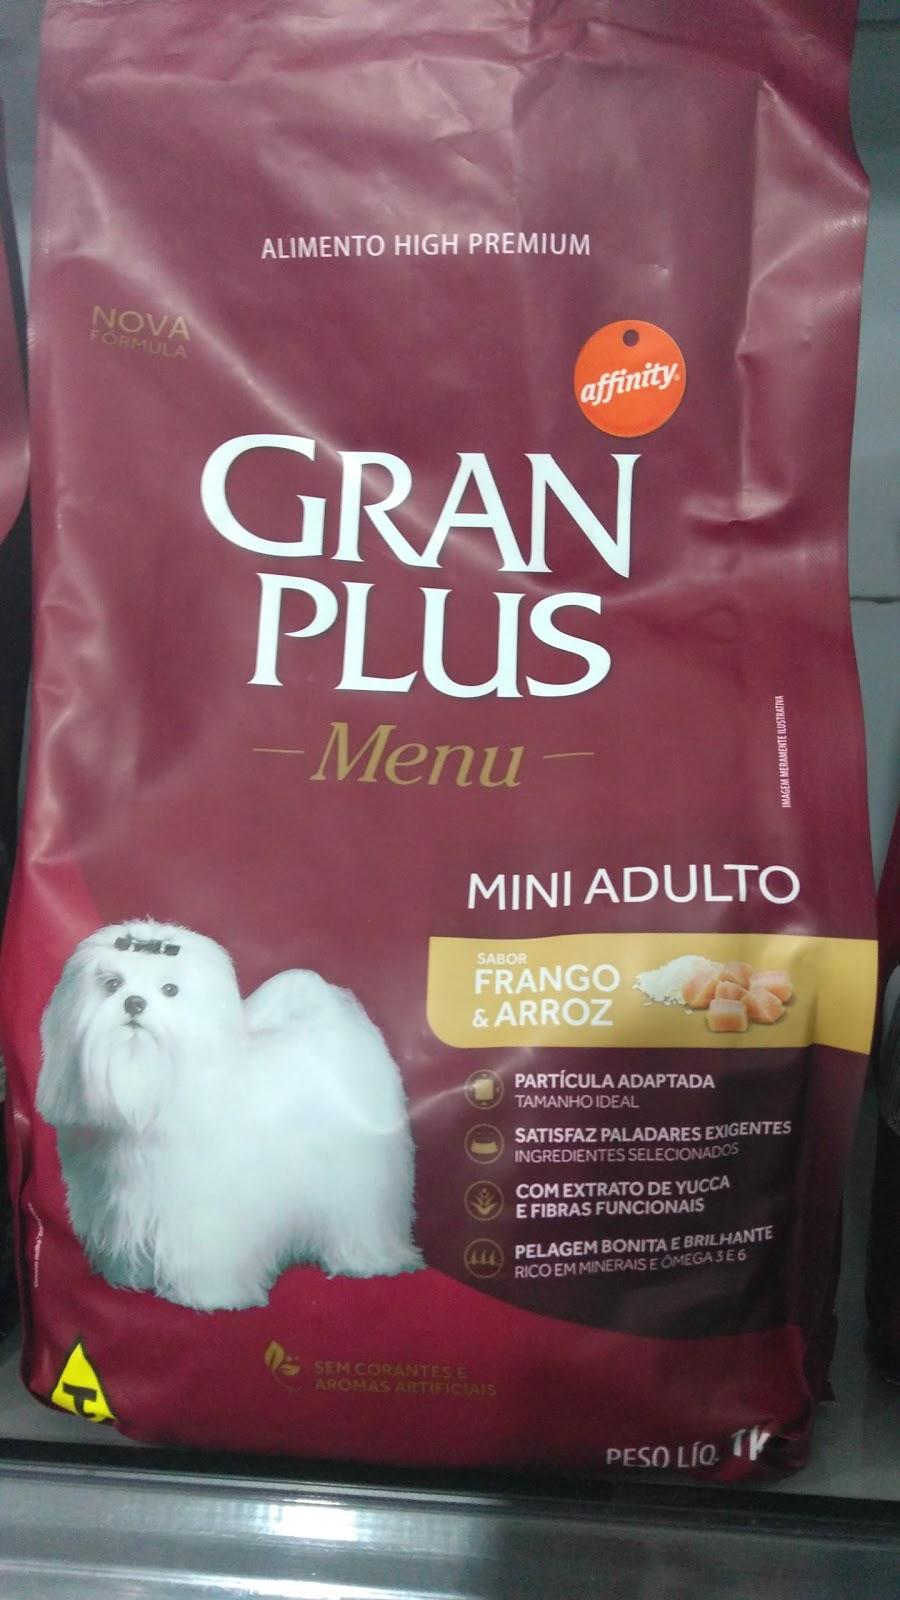 ALIMENTO HIGH PREMIUM
NOVA
FÓRMULA
affinity
GRAN
PLUS
Menu
IMAGEM MERAMENTE ILUSTRATIVA
MINI ADULTO
SABOR
FRANGO
& ARROZ
PARTÍCULA ADAPTADA
TAMANHO IDEAL
SATISFAZ PALADARES EXIGENTES
INGREDIENTES SELECIONADOS
COM EXTRATO DE YUCCA
E FIBRAS FUNCIONAIS
PELAGEM BONITA E BRILHANTE
RICO EM MINERAIS E ÔMEGA 3 E 6
SEM CORANTES E
AROMAS ARTIFICIAIS
T
PESO LÍQ. 1K